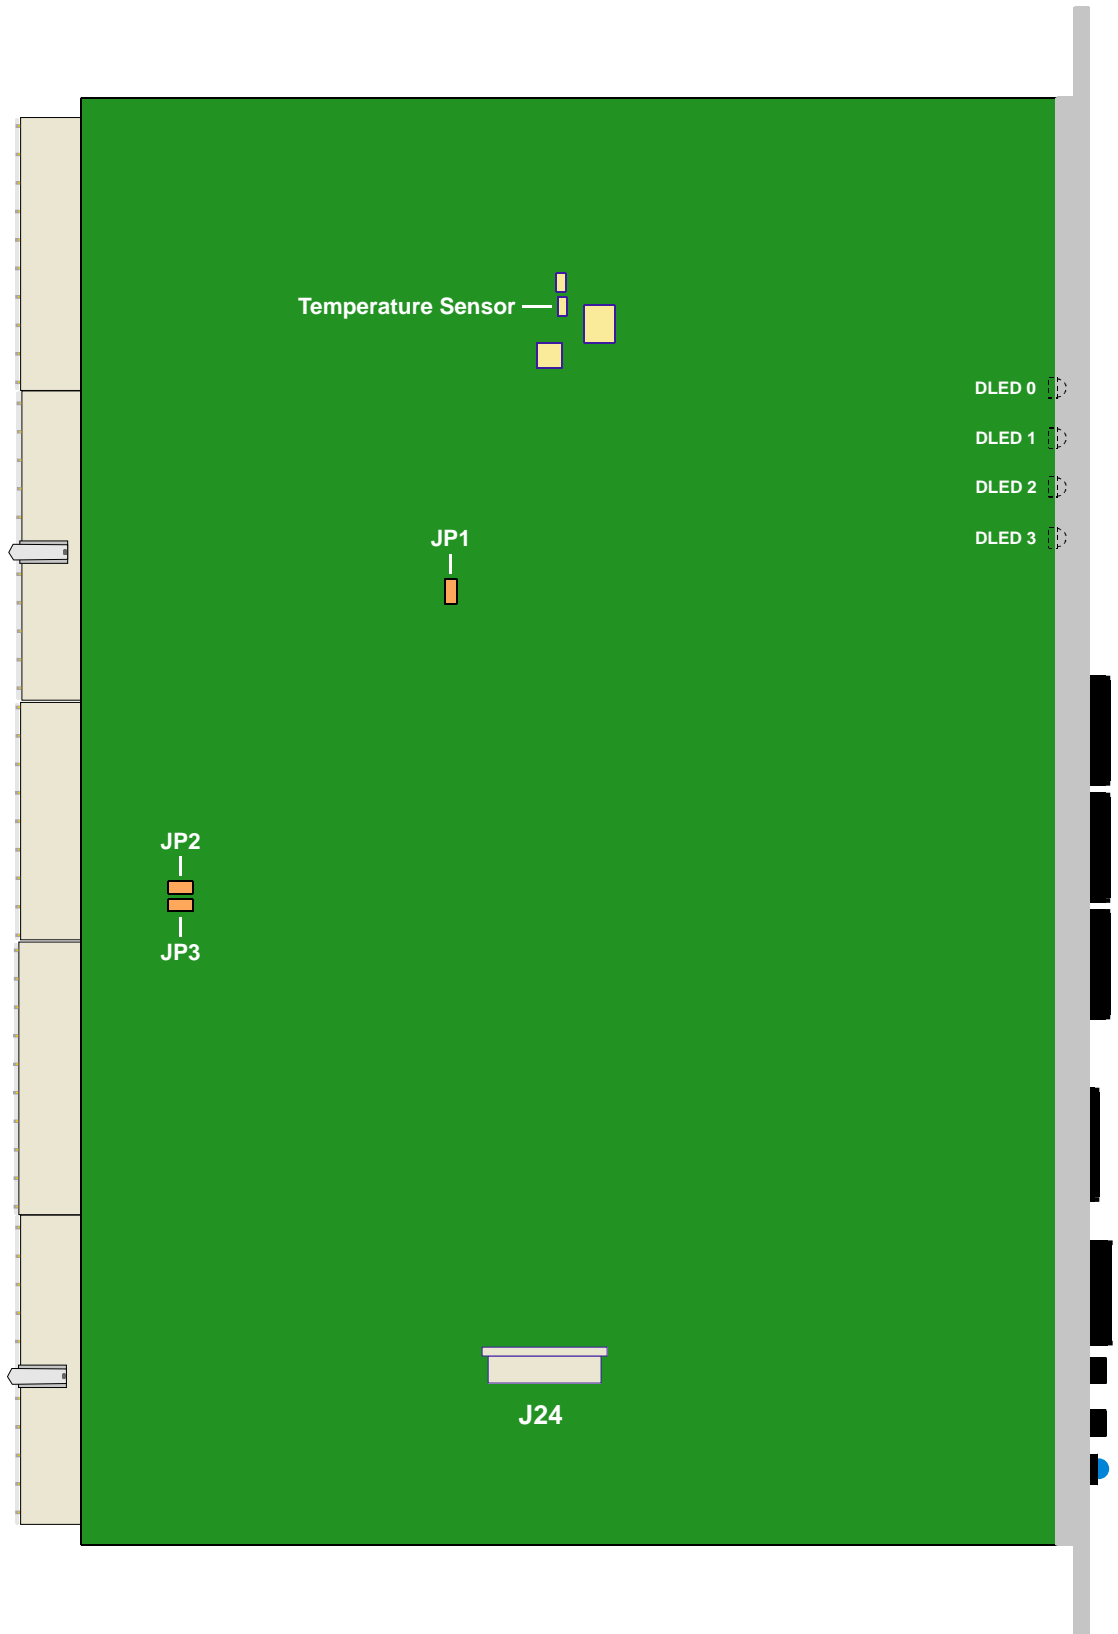 Temperature Sensor
DLED 0
DLED 1
DLED 2
DLED 3
JP1
JP2
JP3
J24